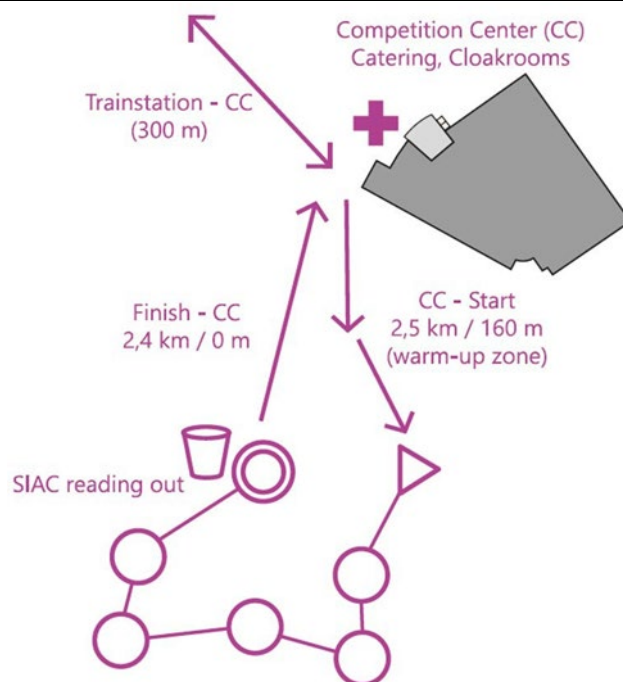 Competition Center (CC)
Catering, Cloakrooms
Trainstation - CC
(300 m)
Finish - CC
2,4 km / 0 m
CC - Start
2,5 km / 160 m
(warm-up zone)
SIAC reading out